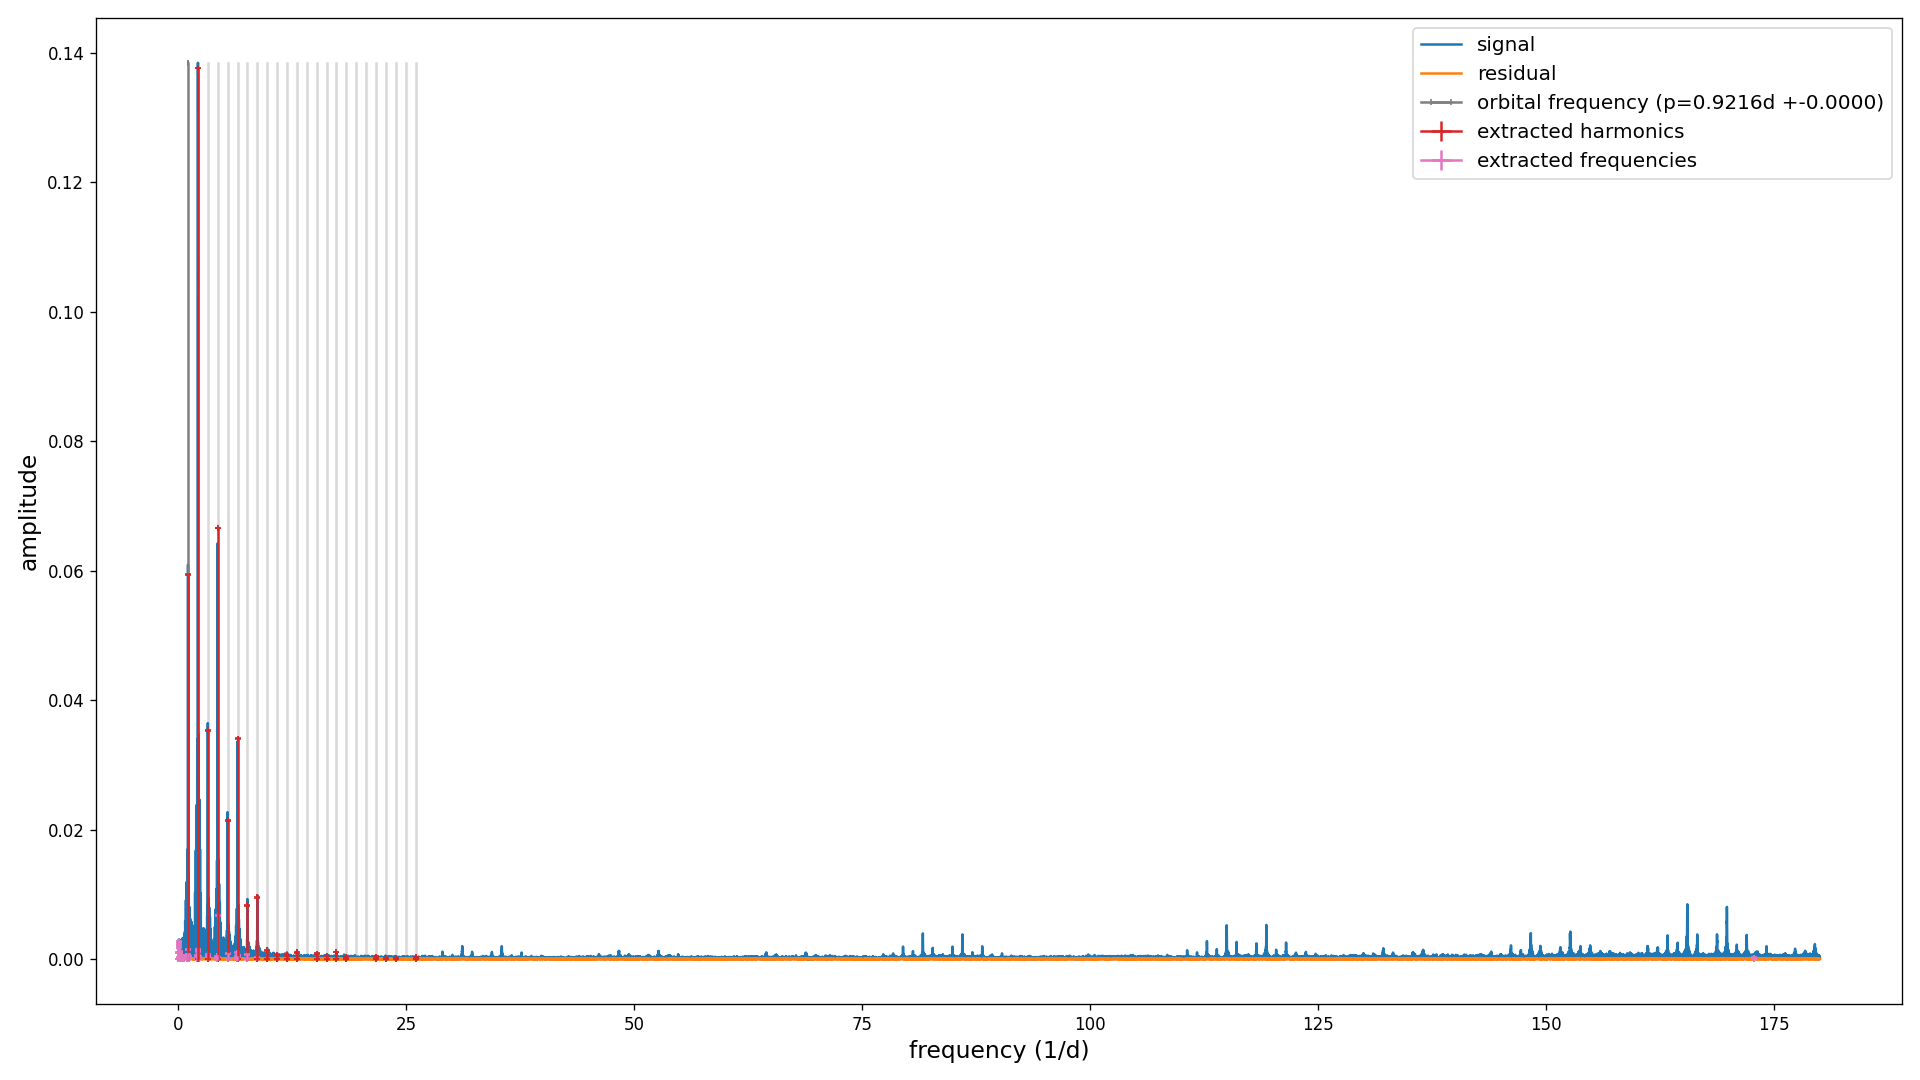 signal
residual
orbital frequency (p=0.9216d +-0.0000)
extracted harmonics
extracted frequencies
0.14
0.12
0.10
0.08
0.06
0.04
0.02
0.00
amplitude
0 25 50 75 100 125 150 175
frequency (1/d)